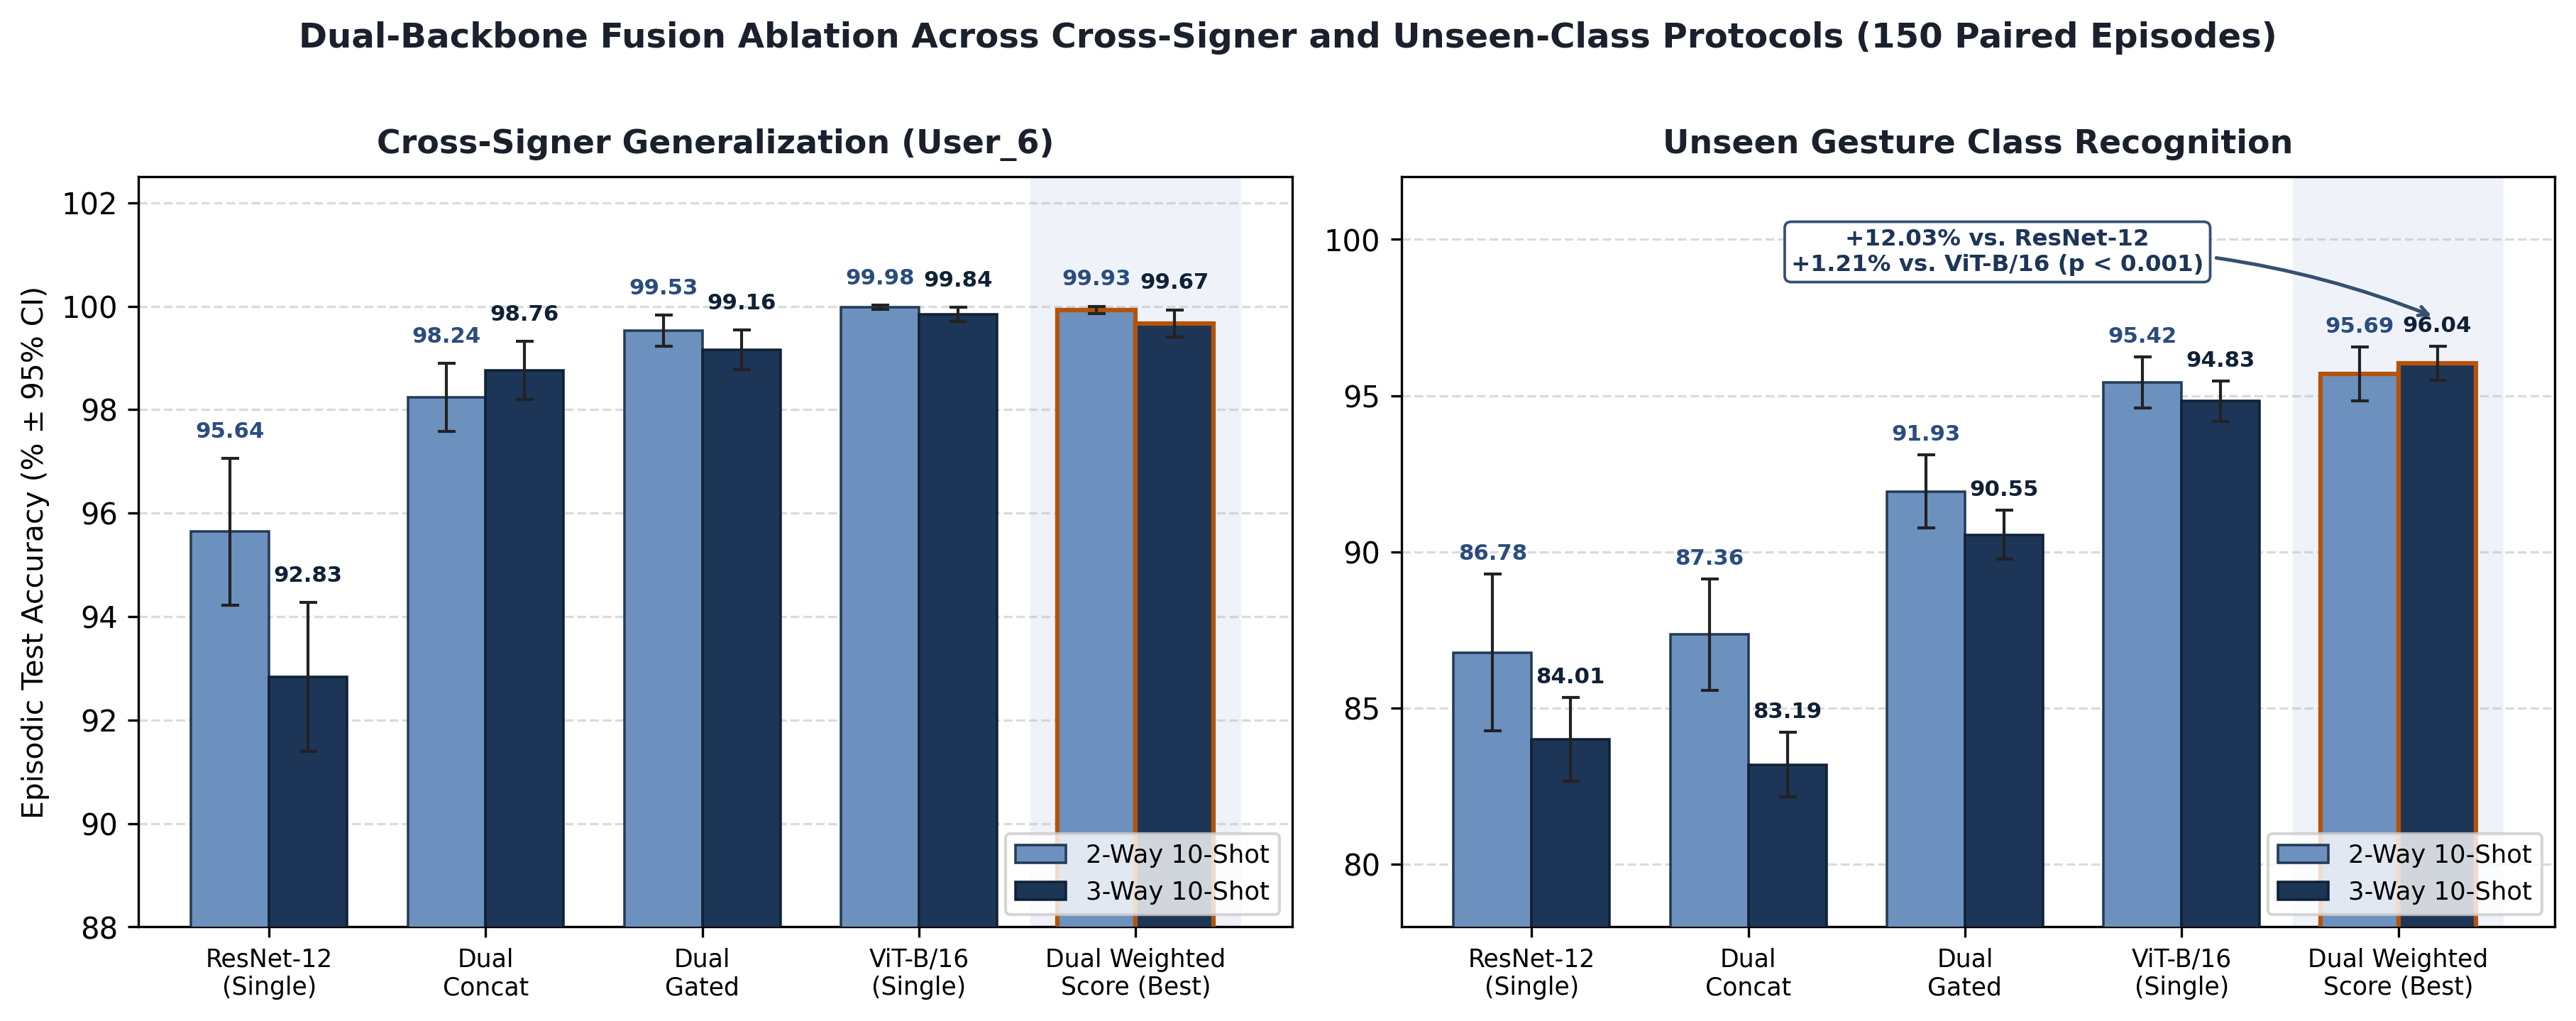 Dual-Backbone Fusion Ablation Across Cross-Signer and Unseen-Class Protocols (150 Paired Episodes)
Cross-Signer Generalization (User_6)
Episodic Test Accuracy (% ± 95% CI)
102
100
98
96
94
92
90
88
95.64
92.83
98.24
98.76
99.53
99.16
99.98
99.84
99.93
99.67
2-Way 10-Shot
3-Way 10-Shot
ResNet-12
(Single)
Dual
Concat
Dual
Gated
ViT-B/16
(Single)
Dual Weighted
Score (Best)
Unseen Gesture Class Recognition
100
95
90
85
80
+12.03% vs. ResNet-12
+1.21% vs. ViT-B/16 (p < 0.001)
86.78
84.01
87.36
83.19
91.93
90.55
95.42
94.83
95.69
96.04
2-Way 10-Shot
3-Way 10-Shot
ResNet-12
(Single)
Dual
Concat
Dual
Gated
ViT-B/16
(Single)
Dual Weighted
Score (Best)